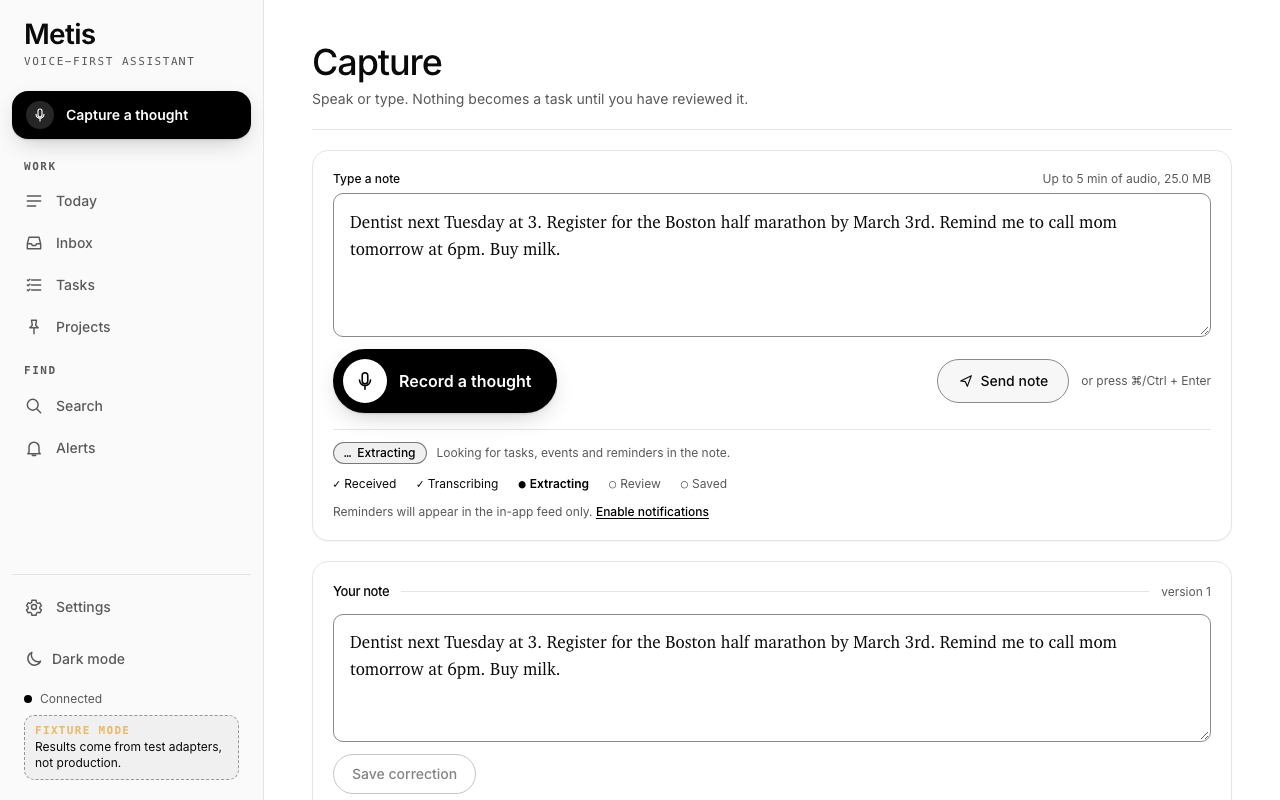 Metis
VOICE-FIRST ASSISTANT
Capture a thought
WORK
Today
Inbox
Tasks
Projects
FIND
Search
Alerts
Settings
Dark mode
Connected
FIXTURE MODE
Results come from test adapters,
not production.
Capture
Speak or type. Nothing becomes a task until you have reviewed it.
Type a note
Up to 5 min of audio, 25.0 MB
Dentist next Tuesday at 3. Register for the Boston half marathon by March 3rd. Remind me to call mom
tomorrow at 6pm. Buy milk.
Record a thought
Send note
or press ⌘/Ctrl + Enter
… Extracting
Looking for tasks, events and reminders in the note.
✓ Received ✓ Transcribing ● Extracting ○ Review ○ Saved
Reminders will appear in the in-app feed only. Enable notifications
Your note
version 1
Dentist next Tuesday at 3. Register for the Boston half marathon by March 3rd. Remind me to call mom
tomorrow at 6pm. Buy milk.
Save correction